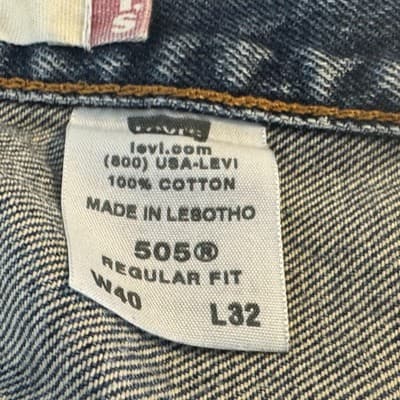 'S
levi.com
(800) USA-LEVI
100% COTTON
MADE IN LESOTHO
505®
REGULAR FIT
W40 L32